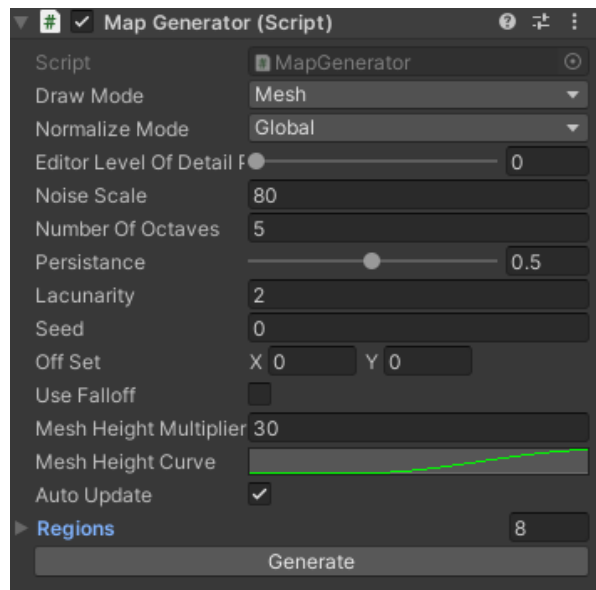 Map Generator (Script)
Script MapGenerator
Draw Mode Mesh
Normalize Mode Global
Editor Level Of Detail F 0
Noise Scale 80
Number Of Octaves 5
Persistance 0.5
Lacunarity 2
Seed 0
Off Set X 0 Y 0
Use Falloff
Mesh Height Multiplier 30
Mesh Height Curve
Auto Update
Regions 8
Generate